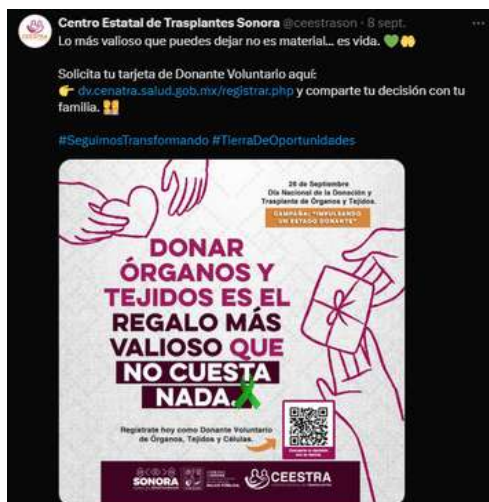 Centro Estatal de Trasplantes Sonora @ceestrason · 8 sept.
Lo más valioso que puedes dejar no es material... es vida. 💚🤲
Solicita tu tarjeta de Donante Voluntario aquí:
👉 dv.cenatra.salud.gob.mx/registrar.php y comparte tu decisión con tu
familia.
#SeguimosTransformando #TierraDeOportunidades
26 de Septiembre
Día Nacional de la Donación y
Trasplante de Órganos y Tejidos.
CAMPAÑA: "IMPULSANDO
UN ESTADO DONANTE"
DONAR
ÓRGANOS Y
TEJIDOS ES EL
REGALO MÁS
VALIOSO QUE
NO CUESTA
NADA.
Regístrate hoy como Donante Voluntario
de Órganos, Tejidos y Células.
SONORA
SALUD PÚBLICA
CEESTRA